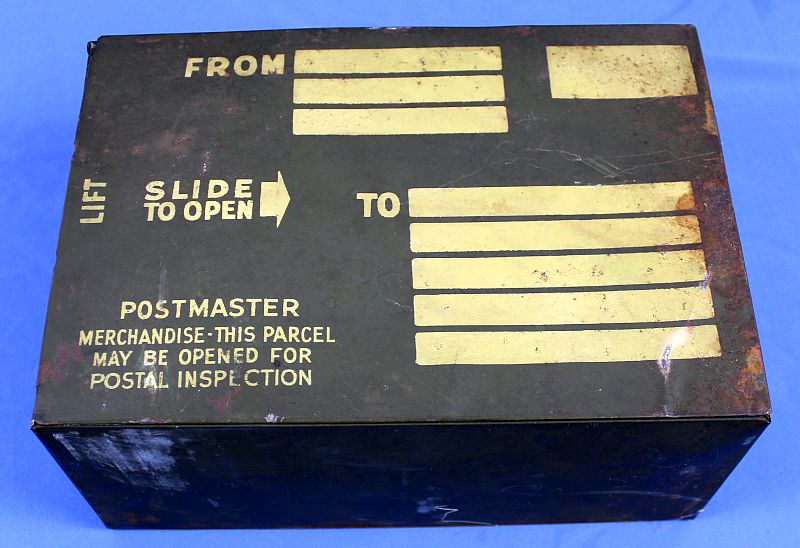 FROM
LIFT
SLIDE
TO OPEN
TO
POSTMASTER
MERCHANDISE-THIS PARCEL
MAY BE OPENED FOR
POSTAL INSPECTION